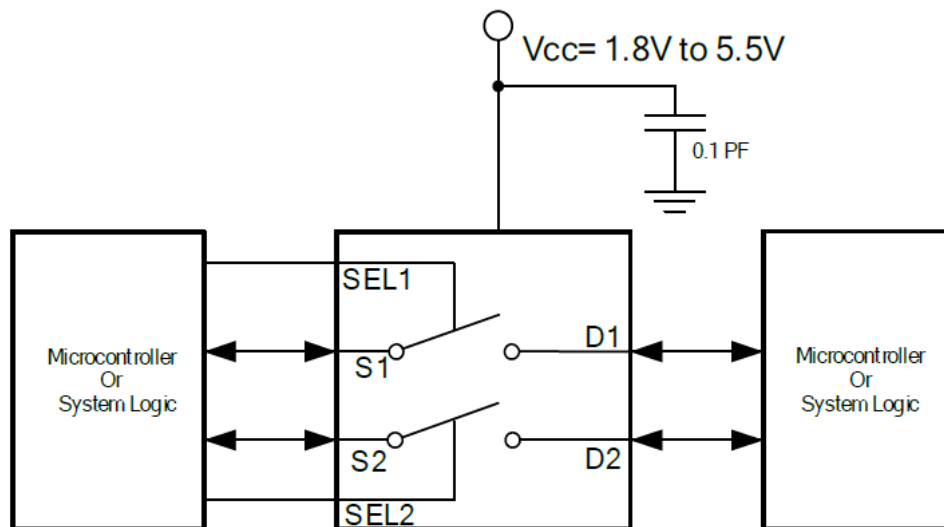 Vcc= 1.8V to 5.5V
0.1 PF
SEL1
S1
D1
S2
D2
SEL2
Microcontroller
Or
System Logic
Microcontroller
Or
System Logic